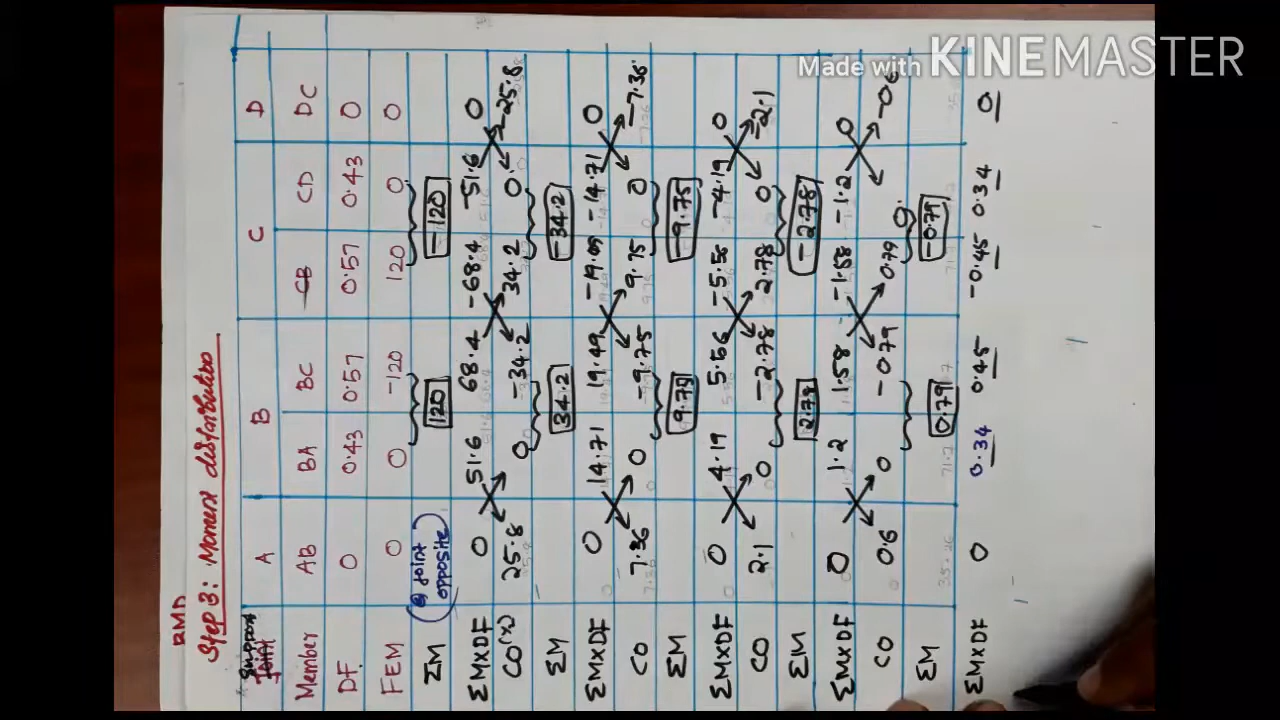 Made with KINEMASTER
RMD
Step 3: Moment distribution
Support A B C D
Member AB BA BC CB CD DC
DF 0 0.43 0.57 0.57 0.43 0
FEM 0 0 -120 120 0 0
ΣM (@ Joint opposite) 120 -120
ΣM×DF 0 51.6 68.4 -68.4 -51.6 0
CO(½) 25.8 0 -34.2 34.2 0 -25.8
ΣM 34.2 -34.2
ΣM×DF 0 14.71 19.49 -19.49 -14.71 0
CO 7.36 0 -9.75 9.75 0 -7.36
ΣM 9.75 -9.75
ΣM×DF 0 4.19 5.56 -5.56 -4.19 0
CO 2.1 0 -2.78 2.78 0 -2.1
ΣM 2.78 -2.78
ΣM×DF 0 1.2 1.58 -1.58 -1.2 0
CO 0.6 0 -0.79 0.79 0 -0.6
ΣM 0.79 -0.79
ΣM×DF 0 0.34 0.45 -0.45 0.34 0